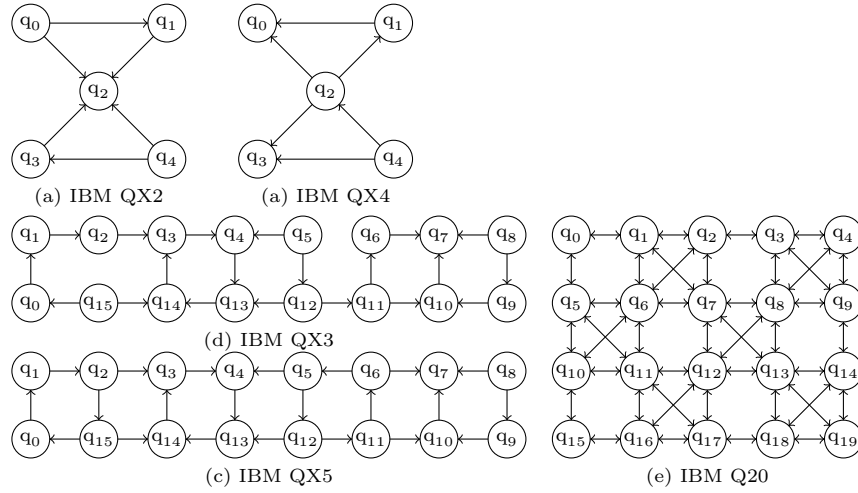 q₀ q₁
q₂
q₃ q₄
(a) IBM QX2
q₀ q₁
q₂
q₃ q₄
(a) IBM QX4
q₁ q₂ q₃ q₄ q₅ q₆ q₇ q₈
q₀ q₁₅ q₁₄ q₁₃ q₁₂ q₁₁ q₁₀ q₉
(d) IBM QX3
q₁ q₂ q₃ q₄ q₅ q₆ q₇ q₈
q₀ q₁₅ q₁₄ q₁₃ q₁₂ q₁₁ q₁₀ q₉
(c) IBM QX5
q₀ q₁ q₂ q₃ q₄
q₅ q₆ q₇ q₈ q₉
q₁₀ q₁₁ q₁₂ q₁₃ q₁₄
q₁₅ q₁₆ q₁₇ q₁₈ q₁₉
(e) IBM Q20